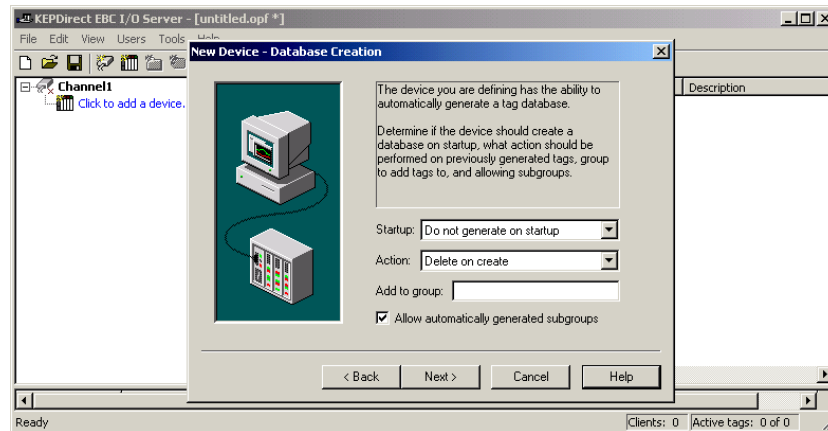 KEPDirect EBC I/O Server - [untitled.opf *]
File Edit View Users Tools Help
New Device - Database Creation
Channel1
Click to add a device.
Description
The device you are defining has the ability to
automatically generate a tag database.
Determine if the device should create a
database on startup, what action should be
performed on previously generated tags, group
to add tags to, and allowing subgroups.
Startup: Do not generate on startup
Action: Delete on create
Add to group:
Allow automatically generated subgroups
< Back Next > Cancel Help
Ready
Clients: 0 Active tags: 0 of 0